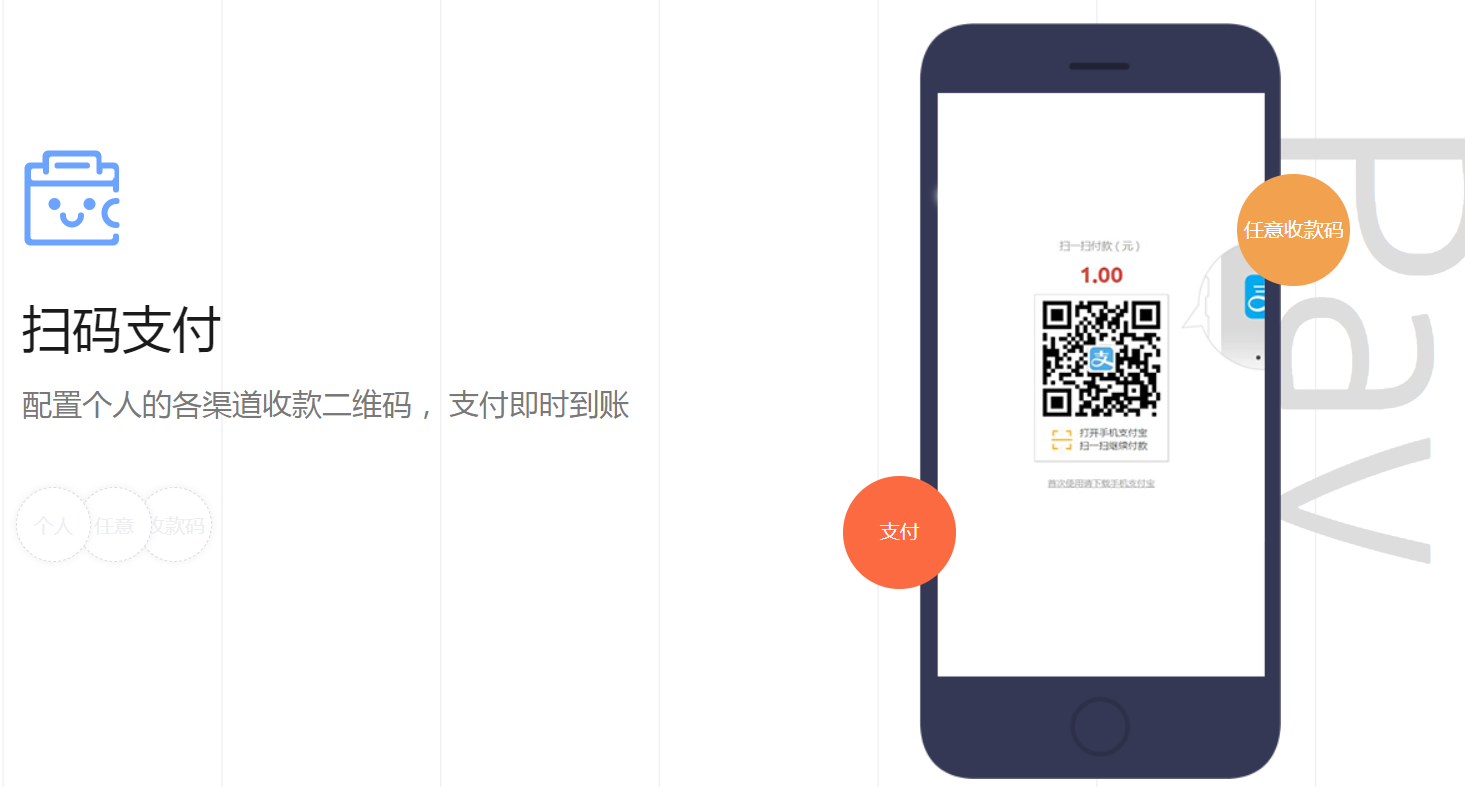 扫码支付
配置个人的各渠道收款二维码，支付即时到账
个人
任意
收款码
扫一扫付款（元）
1.00
支
打开手机支付宝
扫一扫继续付款
首次使用请下载手机支付宝
任意收款码
支付
Pay